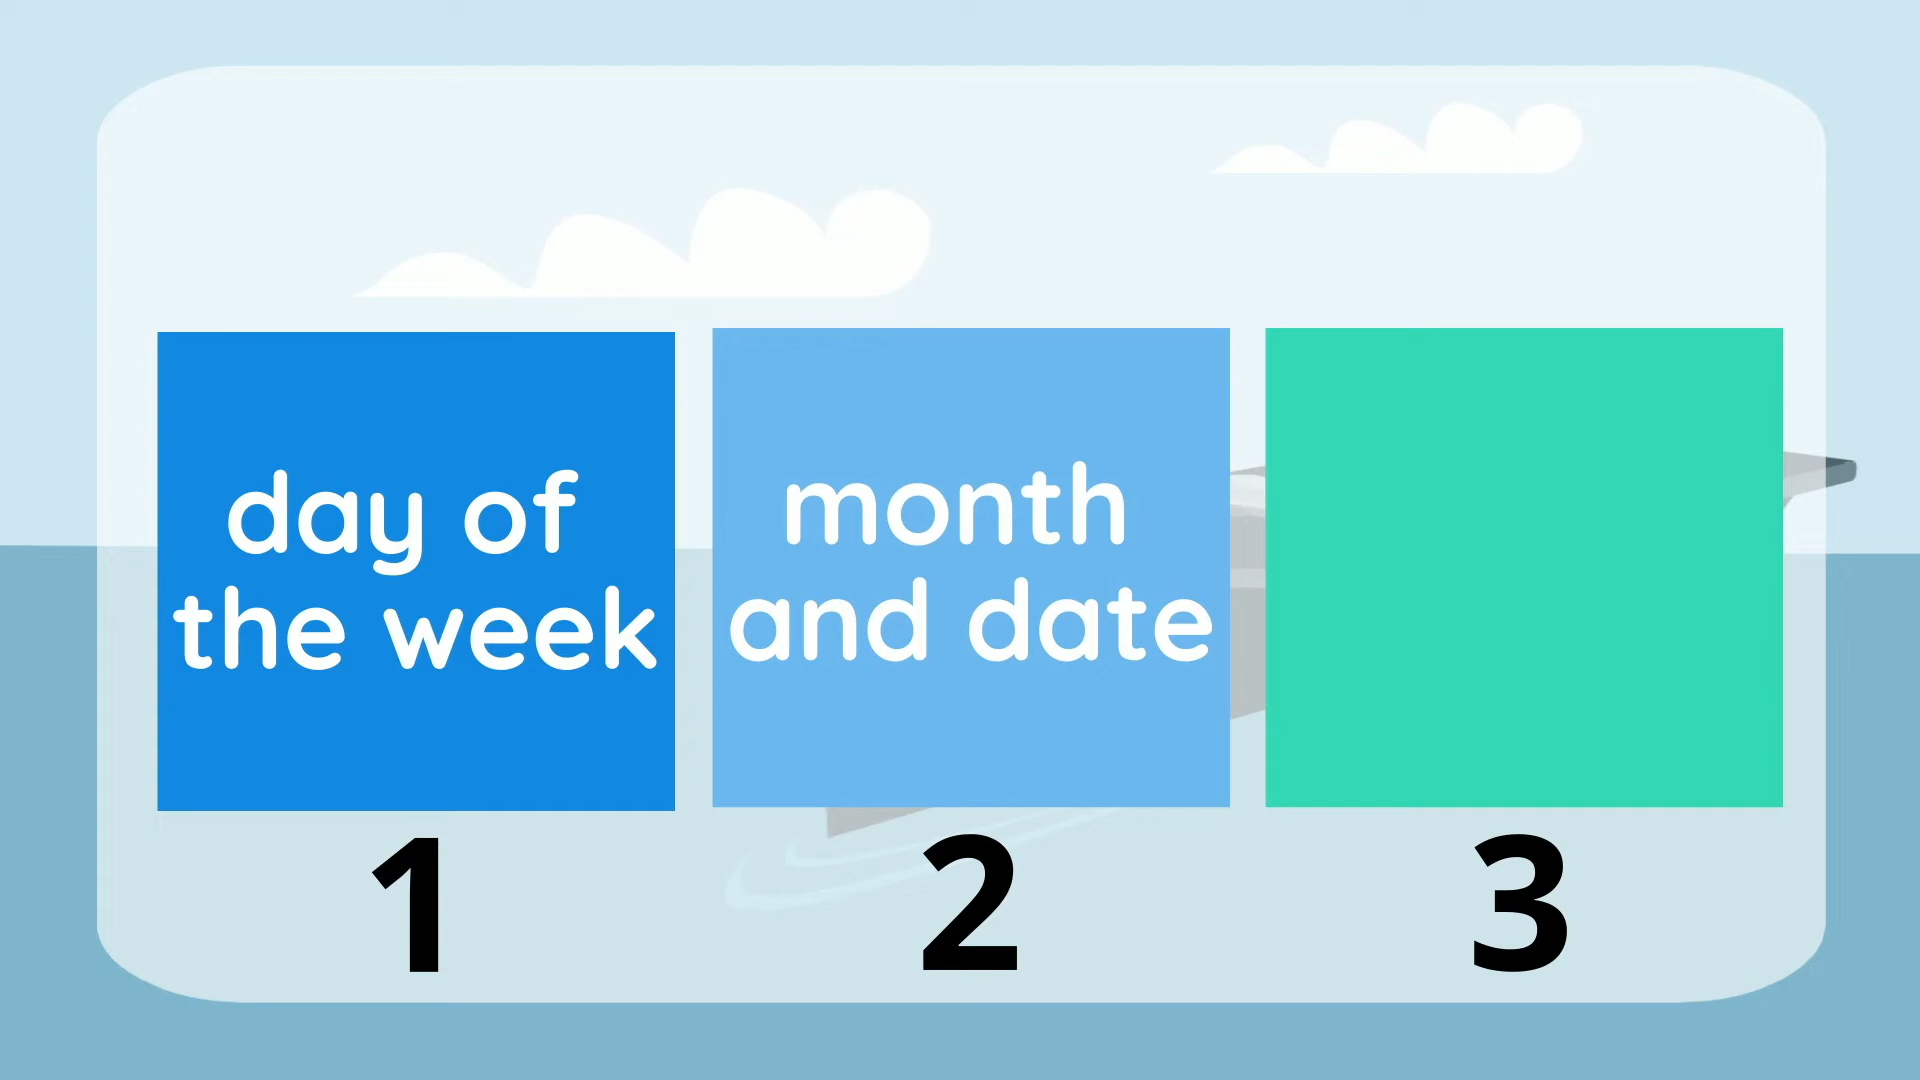 day of
the week
month
and date
1
2
3